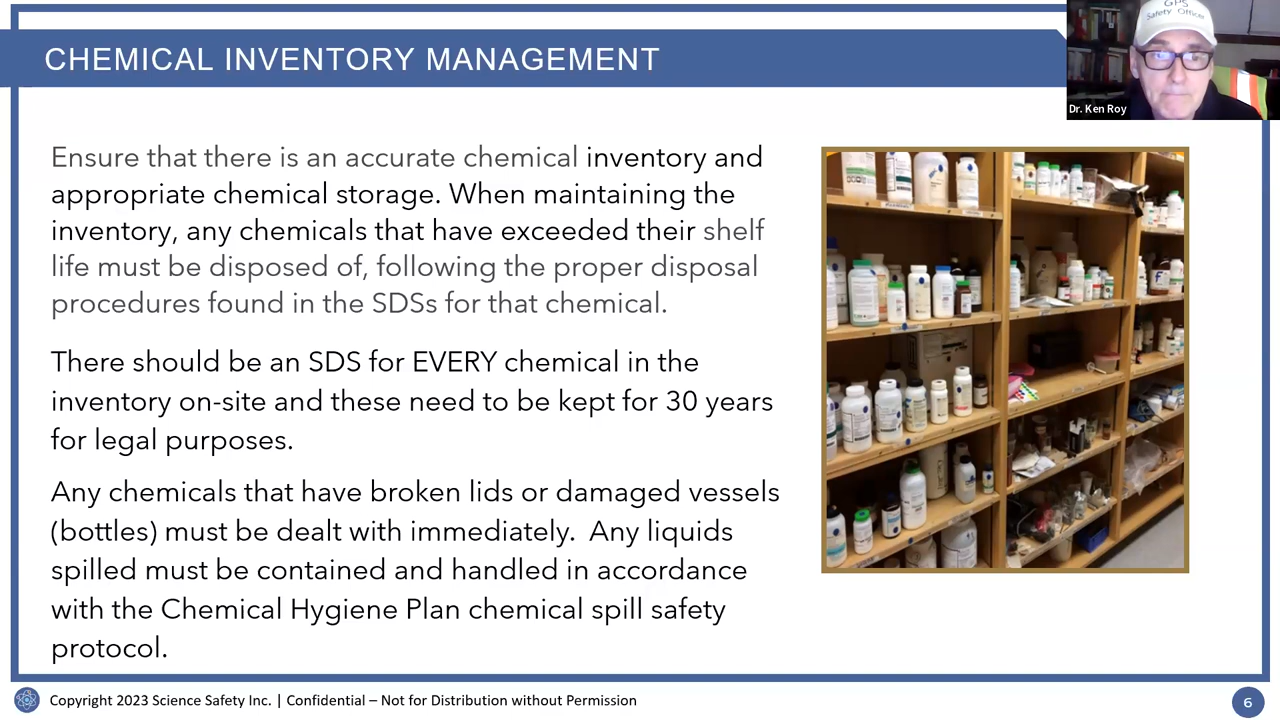 CHEMICAL INVENTORY MANAGEMENT
GPS
Safety Officer
Dr. Ken Roy
Ensure that there is an accurate chemical inventory and
appropriate chemical storage. When maintaining the
inventory, any chemicals that have exceeded their shelf
life must be disposed of, following the proper disposal
procedures found in the SDSs for that chemical.
There should be an SDS for EVERY chemical in the
inventory on-site and these need to be kept for 30 years
for legal purposes.
Any chemicals that have broken lids or damaged vessels
(bottles) must be dealt with immediately.  Any liquids
spilled must be contained and handled in accordance
with the Chemical Hygiene Plan chemical spill safety
protocol.
Copyright 2023 Science Safety Inc. | Confidential – Not for Distribution without Permission
6